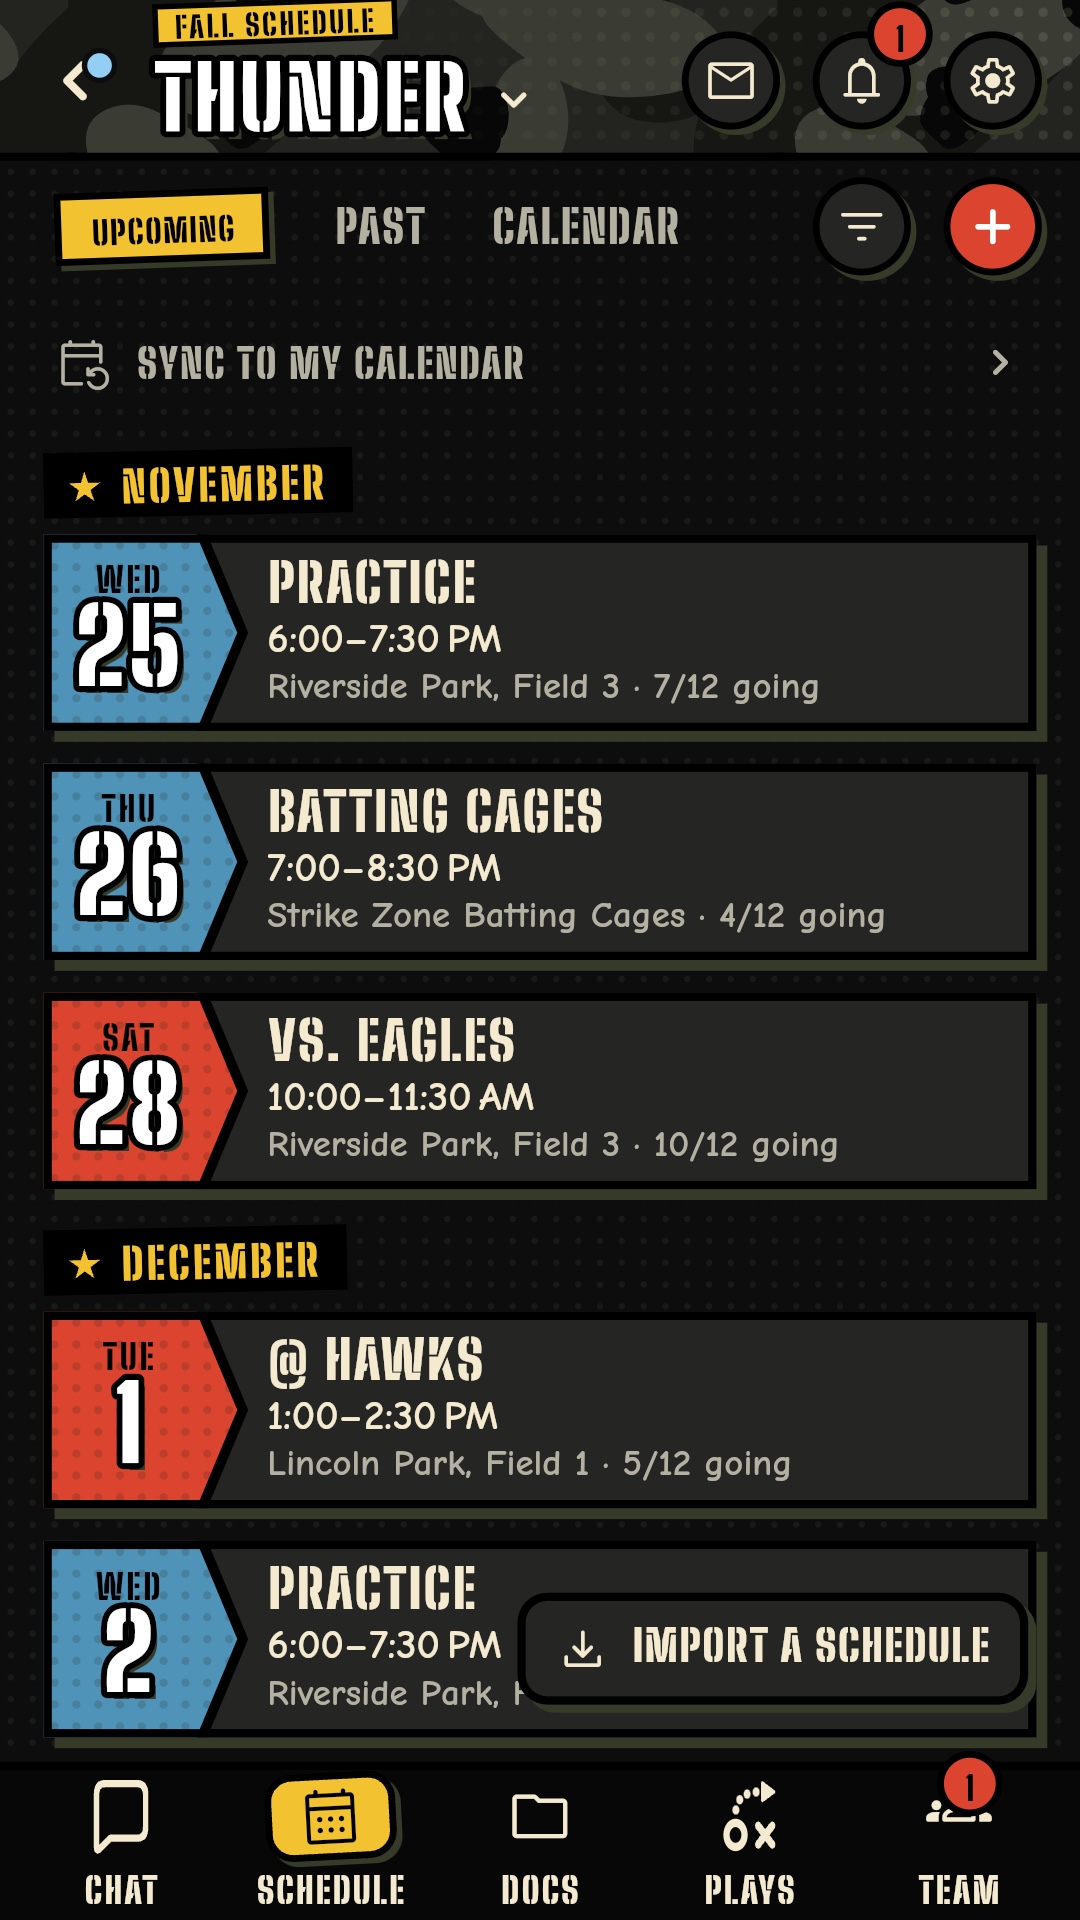 FALL SCHEDULE
THUNDER
1
UPCOMING
PAST
CALENDAR
SYNC TO MY CALENDAR
★ NOVEMBER
WED
25
PRACTICE
6:00–7:30 PM
Riverside Park, Field 3 · 7/12 going
THU
26
BATTING CAGES
7:00–8:30 PM
Strike Zone Batting Cages · 4/12 going
SAT
28
VS. EAGLES
10:00–11:30 AM
Riverside Park, Field 3 · 10/12 going
★ DECEMBER
TUE
1
@ HAWKS
1:00–2:30 PM
Lincoln Park, Field 1 · 5/12 going
WED
2
PRACTICE
6:00–7:30 PM
Riverside Park,
IMPORT A SCHEDULE
1
CHAT
SCHEDULE
DOCS
PLAYS
TEAM